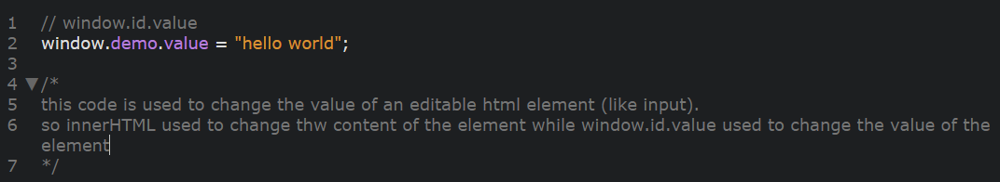 1 // window.id.value
2 window.demo.value = "hello world";
3
4 ▼/*
5 this code is used to change the value of an editable html element (like input).
6 so innerHTML used to change thw content of the element while window.id.value used to change the value of the
element
7 */